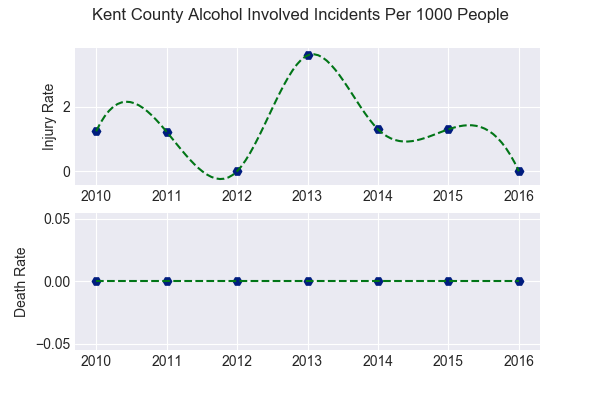 Kent County Alcohol Involved Incidents Per 1000 People
Injury Rate
2
0
2010 2011 2012 2013 2014 2015 2016
Death Rate
0.05
0.00
−0.05
2010 2011 2012 2013 2014 2015 2016